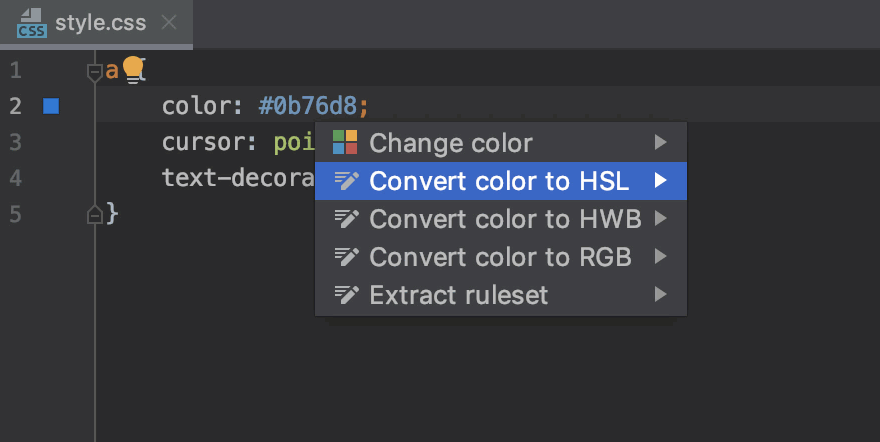 CSS style.css
1 a {
2 color: #0b76d8;
3 cursor: poi
4 text-decora
5 }
Change color
Convert color to HSL
Convert color to HWB
Convert color to RGB
Extract ruleset